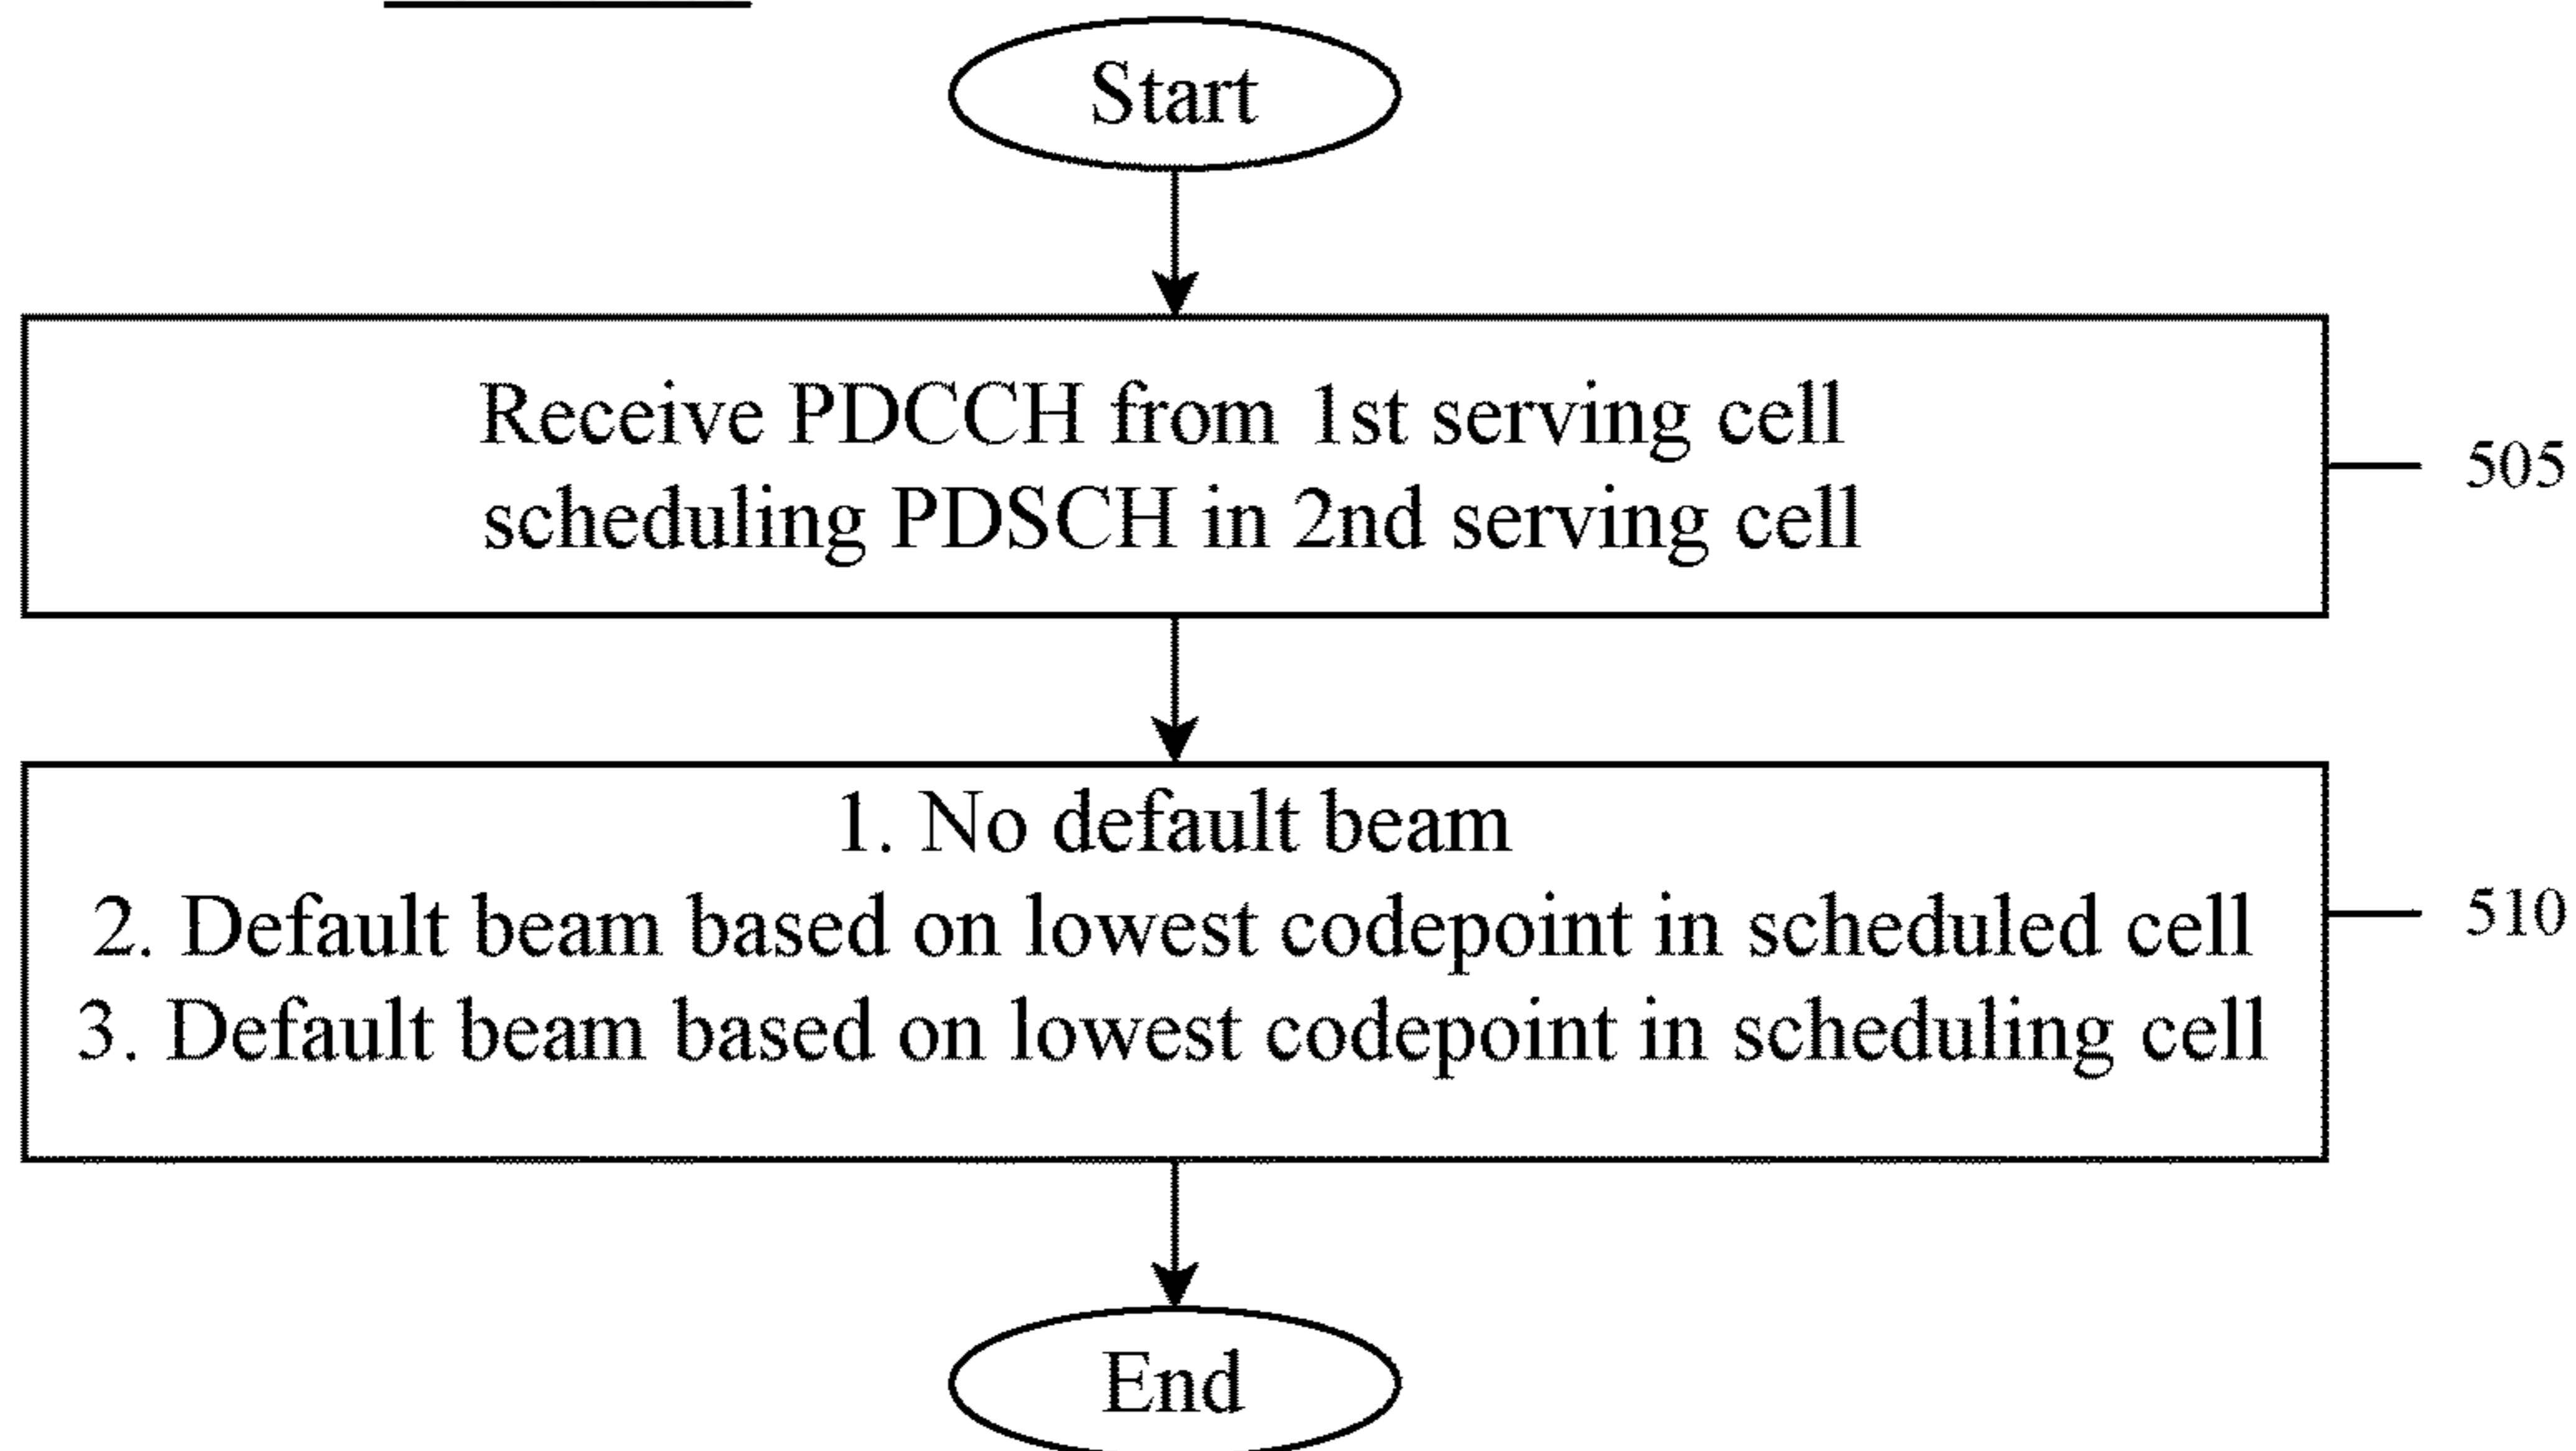 Start
Receive PDCCH from 1st serving cell
scheduling PDSCH in 2nd serving cell
505
1. No default beam
2. Default beam based on lowest codepoint in scheduled cell
3. Default beam based on lowest codepoint in scheduling cell
510
End